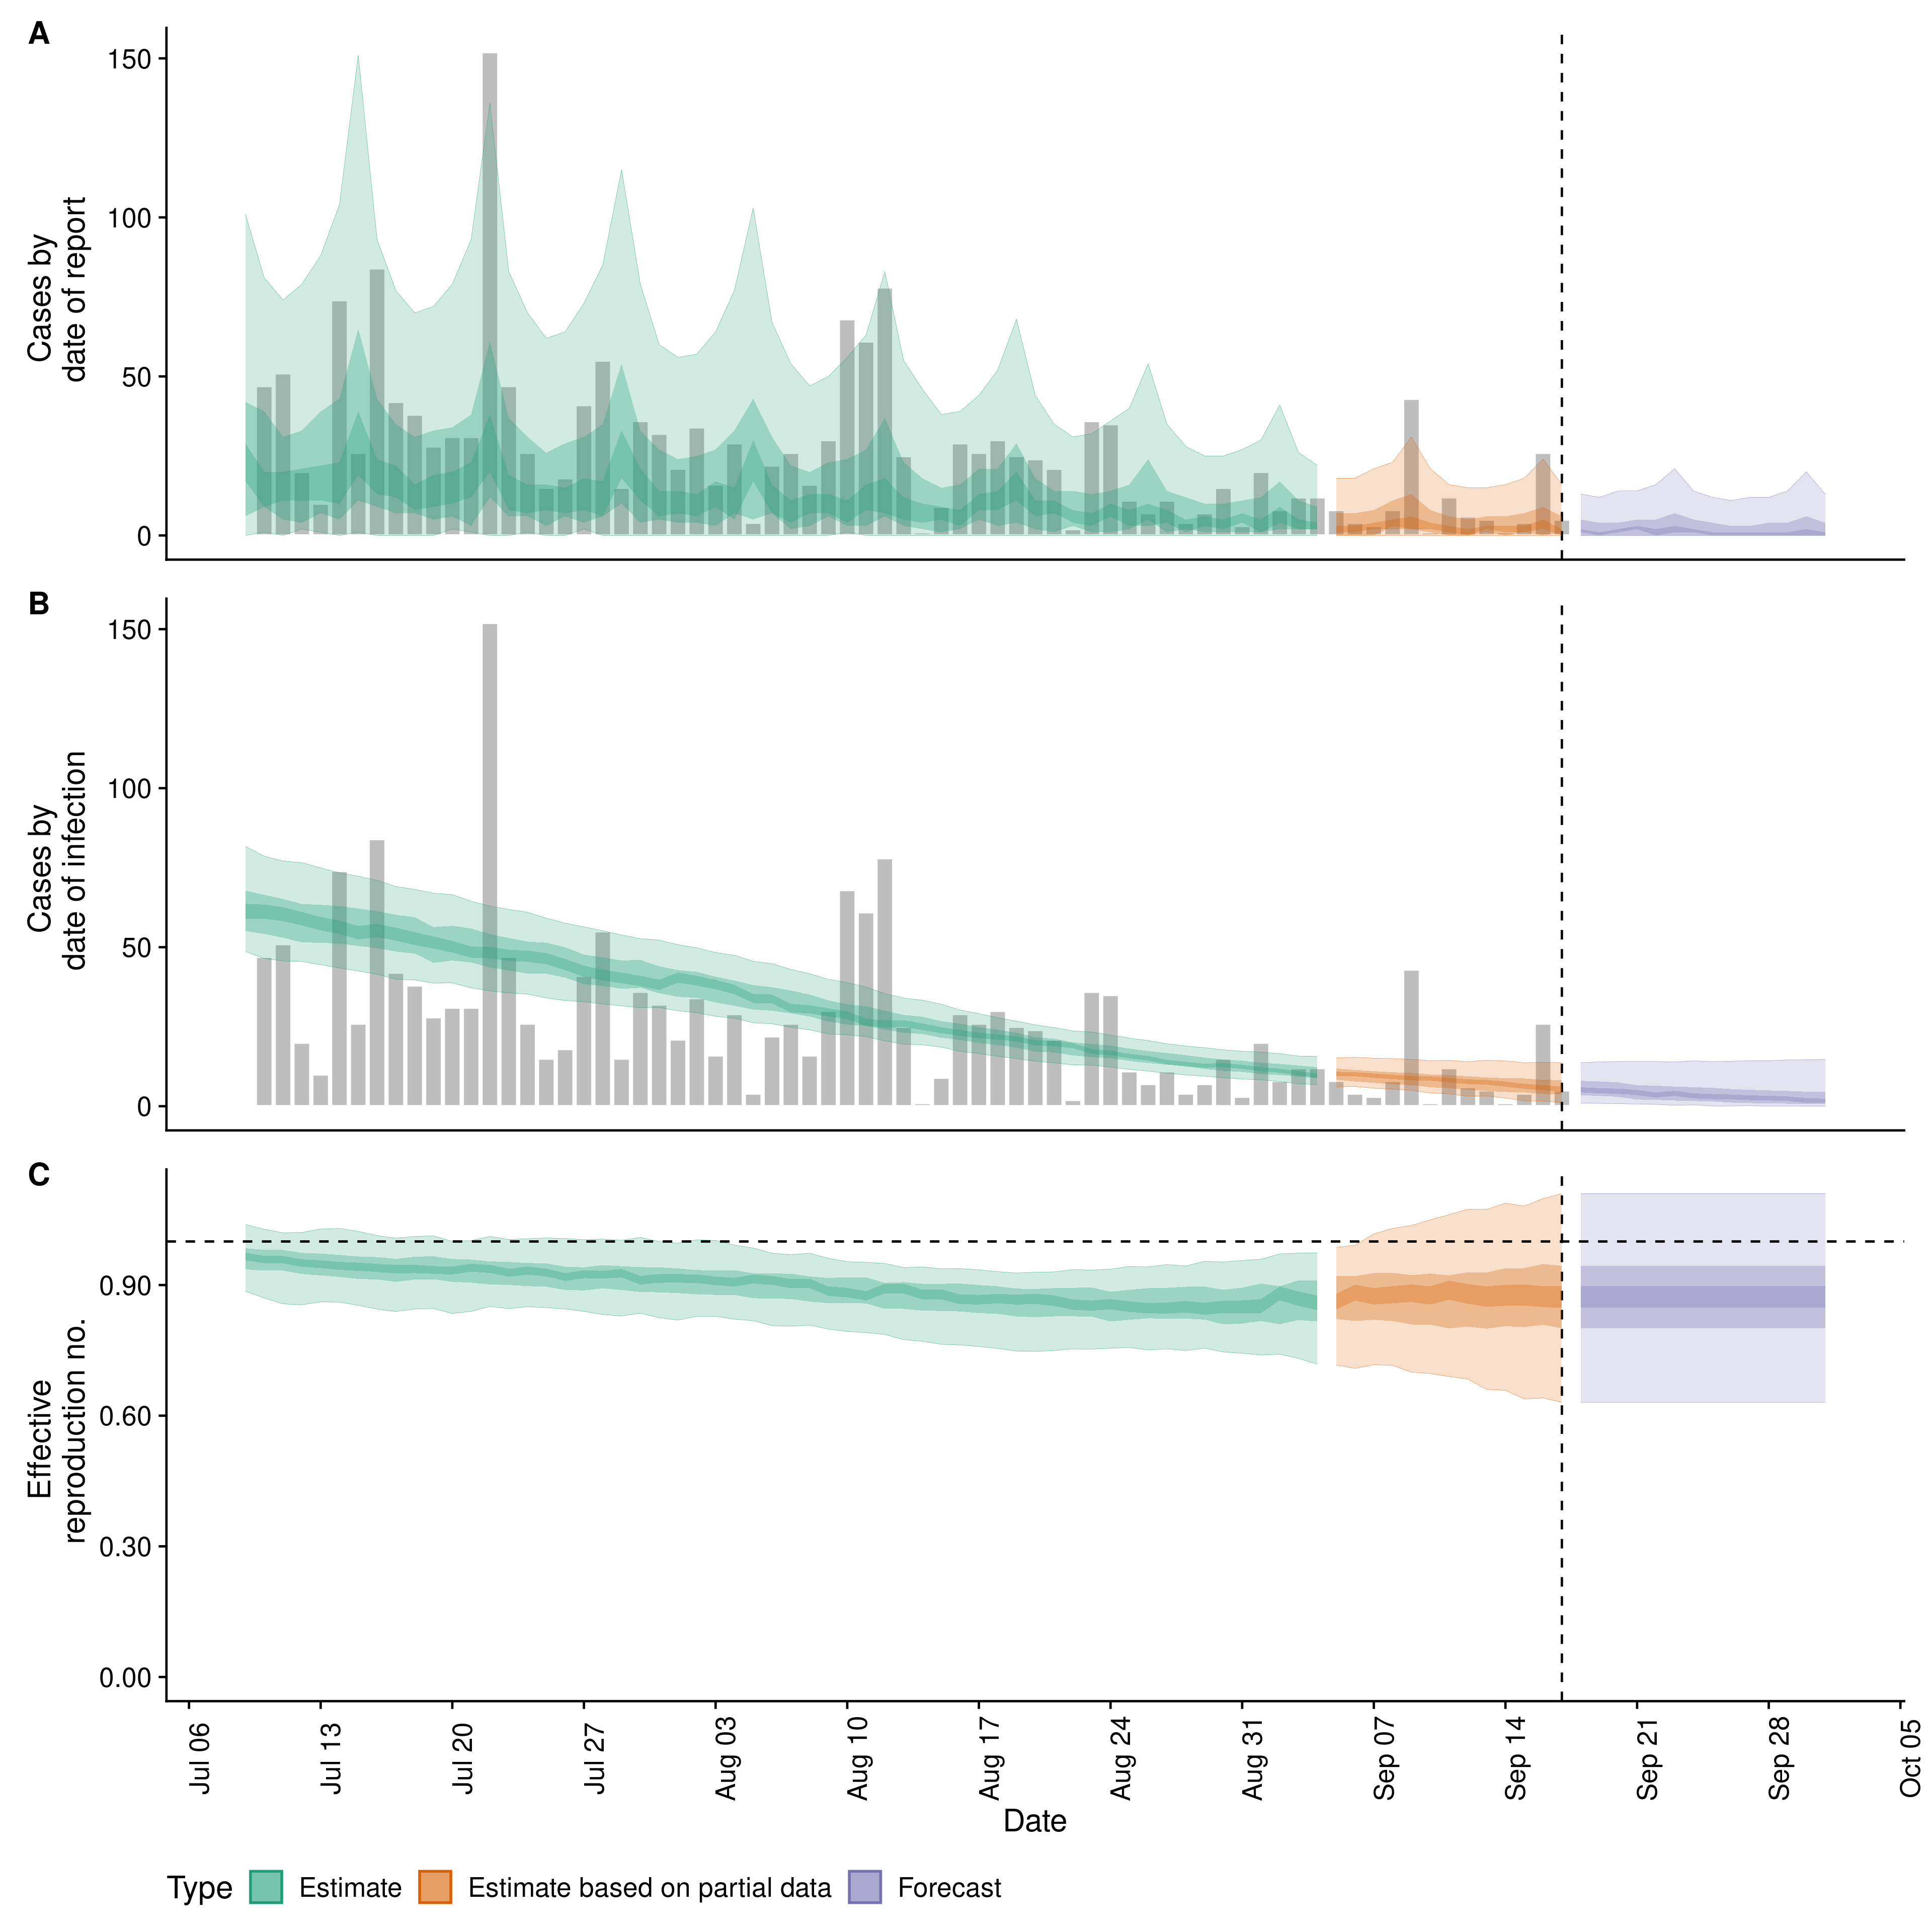 A
Cases by
date of report
150
100
50
0
B
Cases by
date of infection
150
100
50
0
C
Effective
reproduction no.
0.90
0.60
0.30
0.00
Jul 06
Jul 13
Jul 20
Jul 27
Aug 03
Aug 10
Aug 17
Aug 24
Aug 31
Sep 07
Sep 14
Sep 21
Sep 28
Oct 05
Date
Type Estimate Estimate based on partial data Forecast